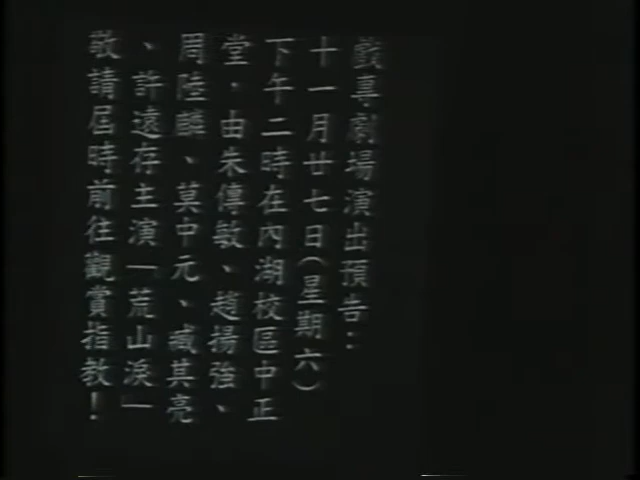 戲專劇場演出預告：
十一月廿七日（星期六）
下午二時在內湖校區中正
堂，由朱傳敏、趙揚強、
周陸麟、莫中元、臧其亮
、許遠存主演「荒山淚」
敬請屆時前往觀賞指教！